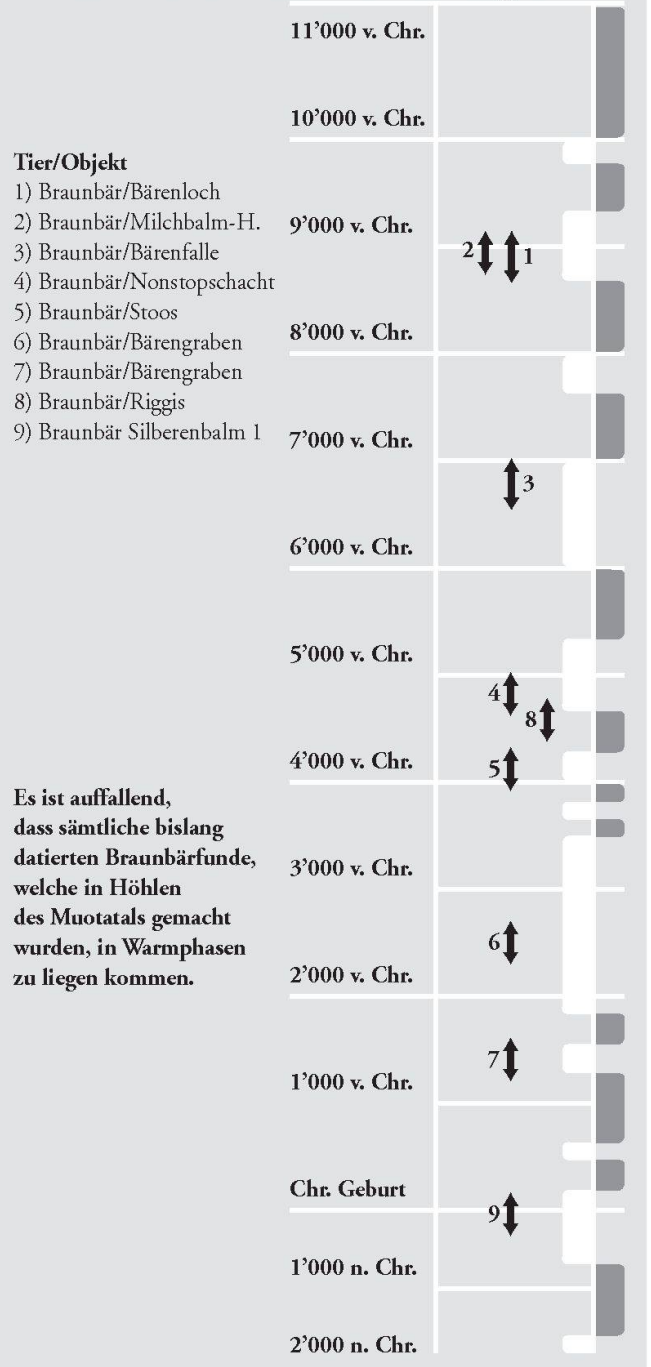 11’000 v. Chr.
10’000 v. Chr.
Tier/Objekt
1) Braunbär/Bärenloch
2) Braunbär/Milchbalm-H.
3) Braunbär/Bärenfalle
4) Braunbär/Nonstopschacht
5) Braunbär/Stoos
6) Braunbär/Bärengraben
7) Braunbär/Bärengraben
8) Braunbär/Riggis
9) Braunbär Silberenbalm 1
9’000 v. Chr.
2
1
8’000 v. Chr.
7’000 v. Chr.
3
6’000 v. Chr.
5’000 v. Chr.
4
8
4’000 v. Chr.
5
Es ist auffallend,
dass sämtliche bislang
datierten Braunbärfunde,
welche in Höhlen
des Muotatals gemacht
wurden, in Warmphasen
zu liegen kommen.
3’000 v. Chr.
6
2’000 v. Chr.
7
1’000 v. Chr.
Chr. Geburt
9
1’000 n. Chr.
2’000 n. Chr.